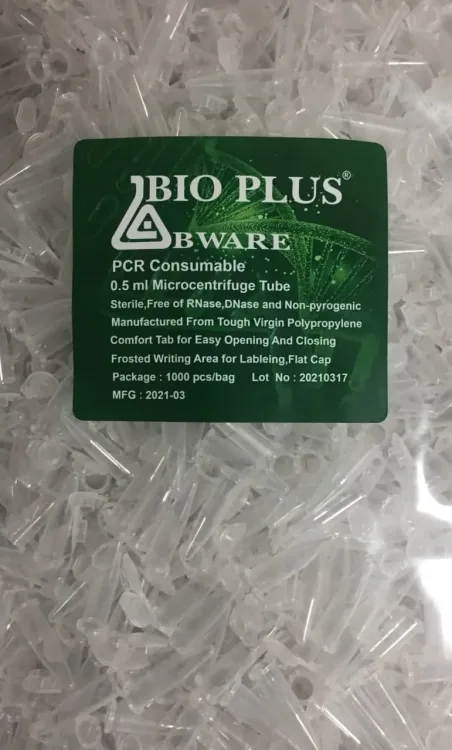 BIO PLUS®
LABWARE
PCR Consumable
0.5 ml Microcentrifuge Tube
Sterile,Free of RNase,DNase and Non-pyrogenic
Manufactured From Tough Virgin Polypropylene
Comfort Tab for Easy Opening And Closing
Frosted Writing Area for Lableing,Flat Cap
Package : 1000 pcs/bag Lot No : 20210317
MFG : 2021-03